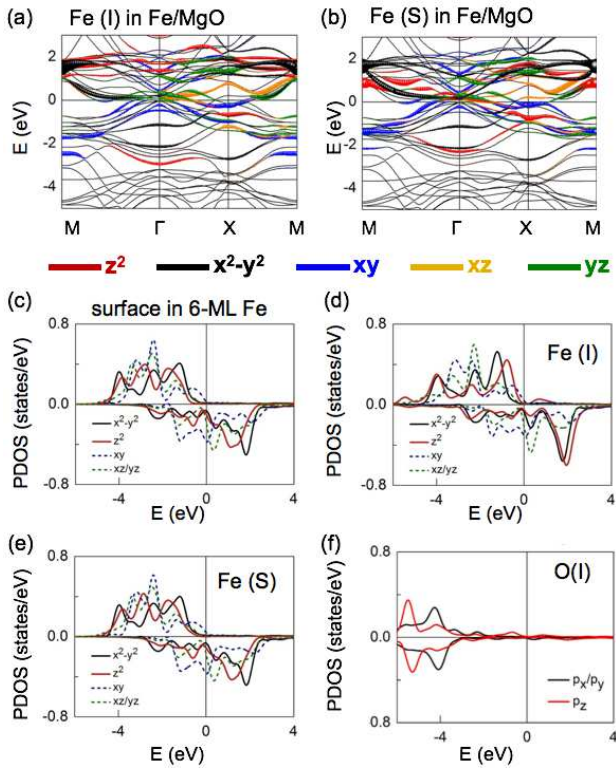 (a) Fe (I) in Fe/MgO
(b) Fe (S) in Fe/MgO
E (eV)
2
0
-2
-4
M Γ X M
E (eV)
2
0
-2
-4
M Γ X M
z²
x²-y²
xy
xz
yz
(c) surface in 6-ML Fe
PDOS (states/eV)
0.8
0.0
-0.8
x²-y²
z²
xy
xz/yz
-4 0 4
E (eV)
(d) Fe (I)
PDOS (states/eV)
0.8
0.0
-0.8
x²-y²
z²
xy
xz/yz
-4 0 4
E (eV)
(e) Fe (S)
PDOS (states/eV)
0.8
0.0
-0.8
x²-y²
z²
xy
xz/yz
-4 0 4
E (eV)
(f) O(I)
PDOS (states/eV)
0.8
0.0
0.8
px/py
pz
-4 0 4
E (eV)